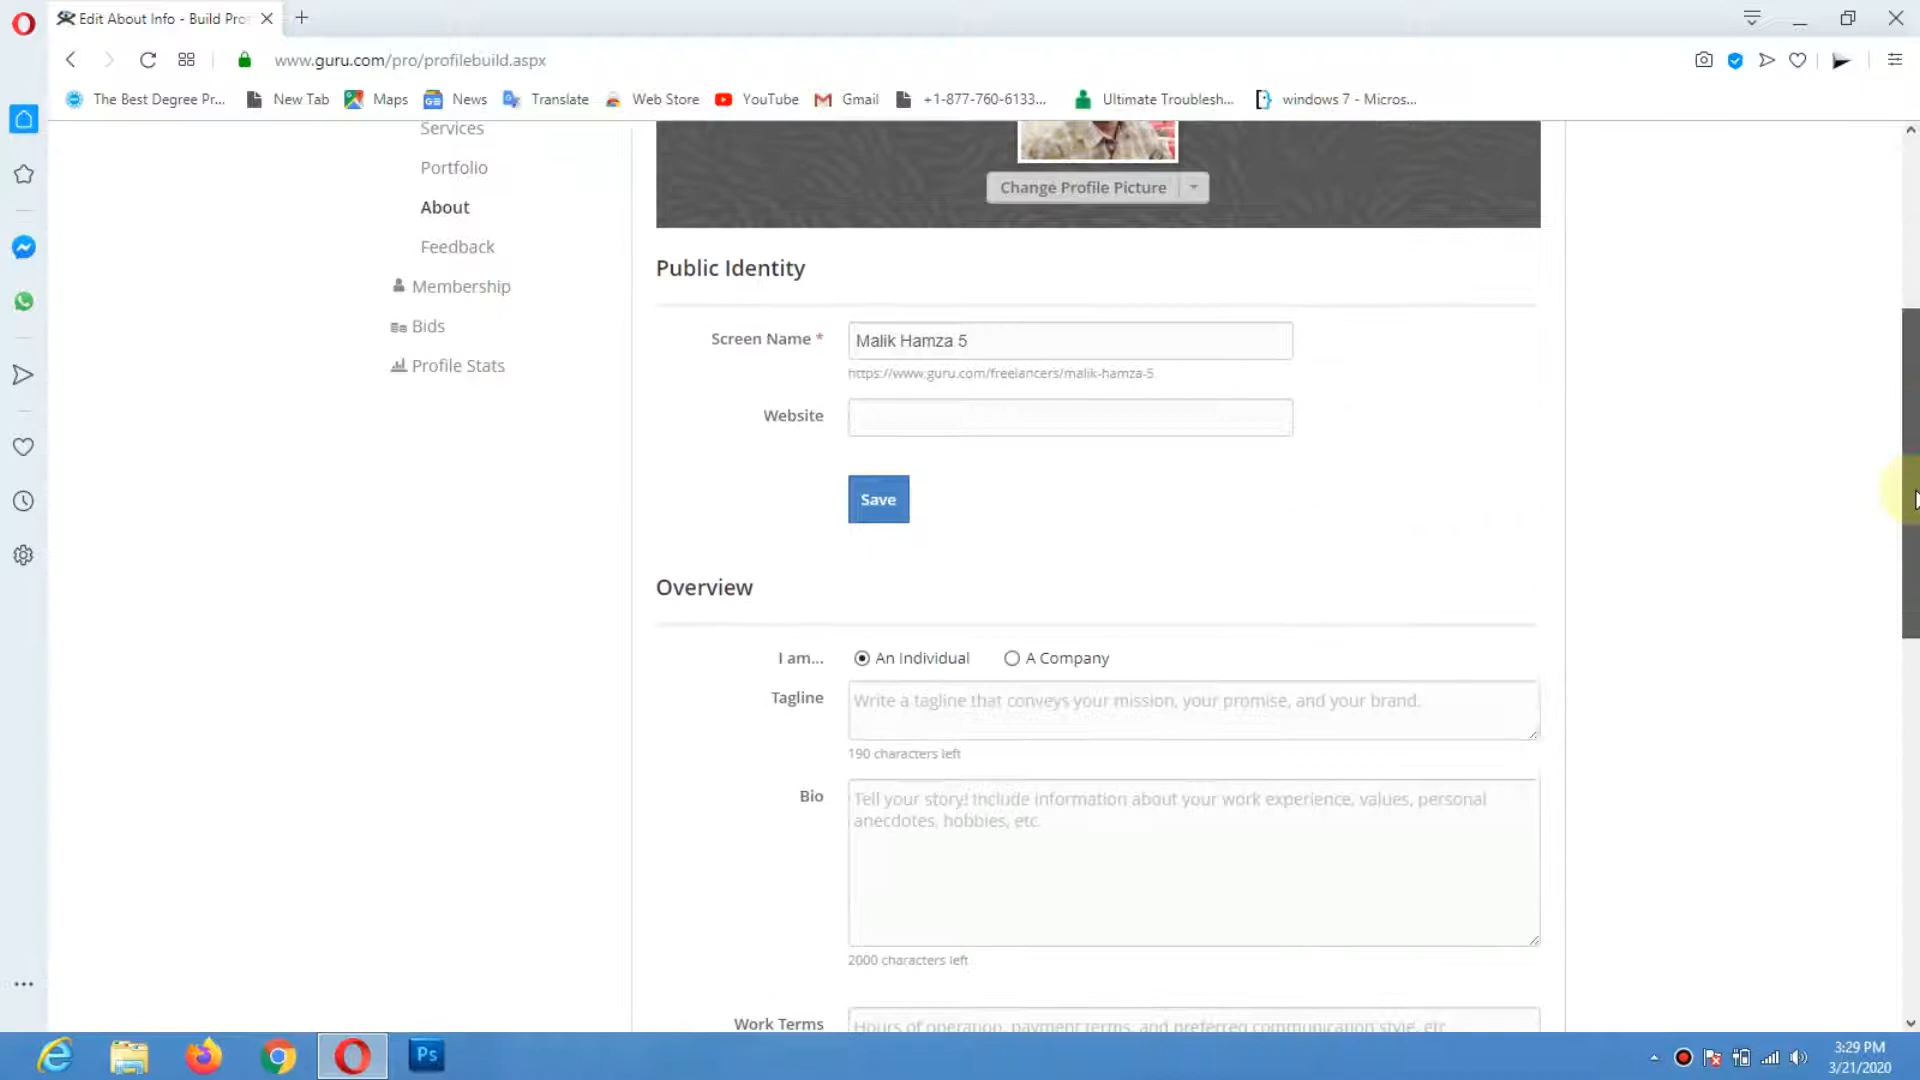 Edit About Info - Build Pro
www.guru.com/pro/profilebuild.aspx
The Best Degree Pr...
New Tab
Maps
News
Translate
Web Store
YouTube
Gmail
+1-877-760-6133...
Ultimate Troublesh...
windows 7 - Micros...
Services
Portfolio
About
Feedback
Membership
Bids
Profile Stats
Change Profile Picture
Public Identity
Screen Name * Malik Hamza 5
https://www.guru.com/freelancers/malik-hamza-5
Website
Save
Overview
I am... An Individual A Company
Tagline Write a tagline that conveys your mission, your promise, and your brand.
190 characters left
Bio Tell your story! Include information about your work experience, values, personal
anecdotes, hobbies, etc.
2000 characters left
Work Terms Hours of operation, payment terms, and preferred communication style, etc
Ps
3:29 PM
3/21/2020